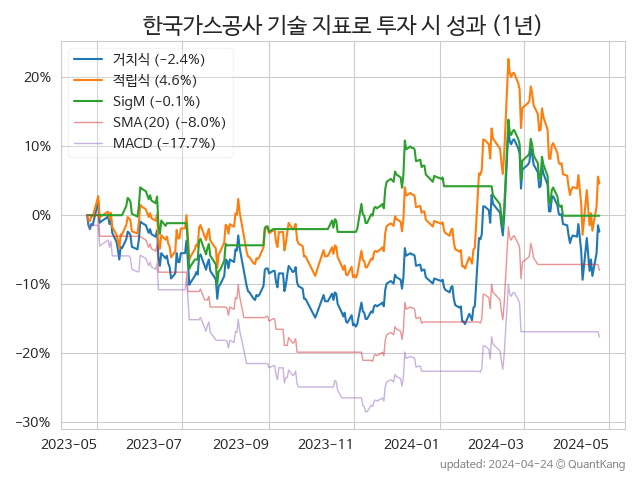 한국가스공사 기술 지표로 투자 시 성과 (1년)
거치식 (−2.4%)
적립식 (4.6%)
SigM (−0.1%)
SMA(20) (−8.0%)
MACD (−17.7%)
20%
10%
0%
−10%
−20%
−30%
2023-05 2023-07 2023-09 2023-11 2024-01 2024-03 2024-05
updated: 2024-04-24 ⓒ QuantKang